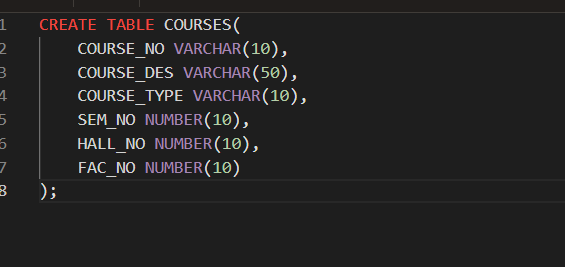 1 CREATE TABLE COURSES(
2 COURSE_NO VARCHAR(10),
3 COURSE_DES VARCHAR(50),
4 COURSE_TYPE VARCHAR(10),
5 SEM_NO NUMBER(10),
6 HALL_NO NUMBER(10),
7 FAC_NO NUMBER(10)
8 );